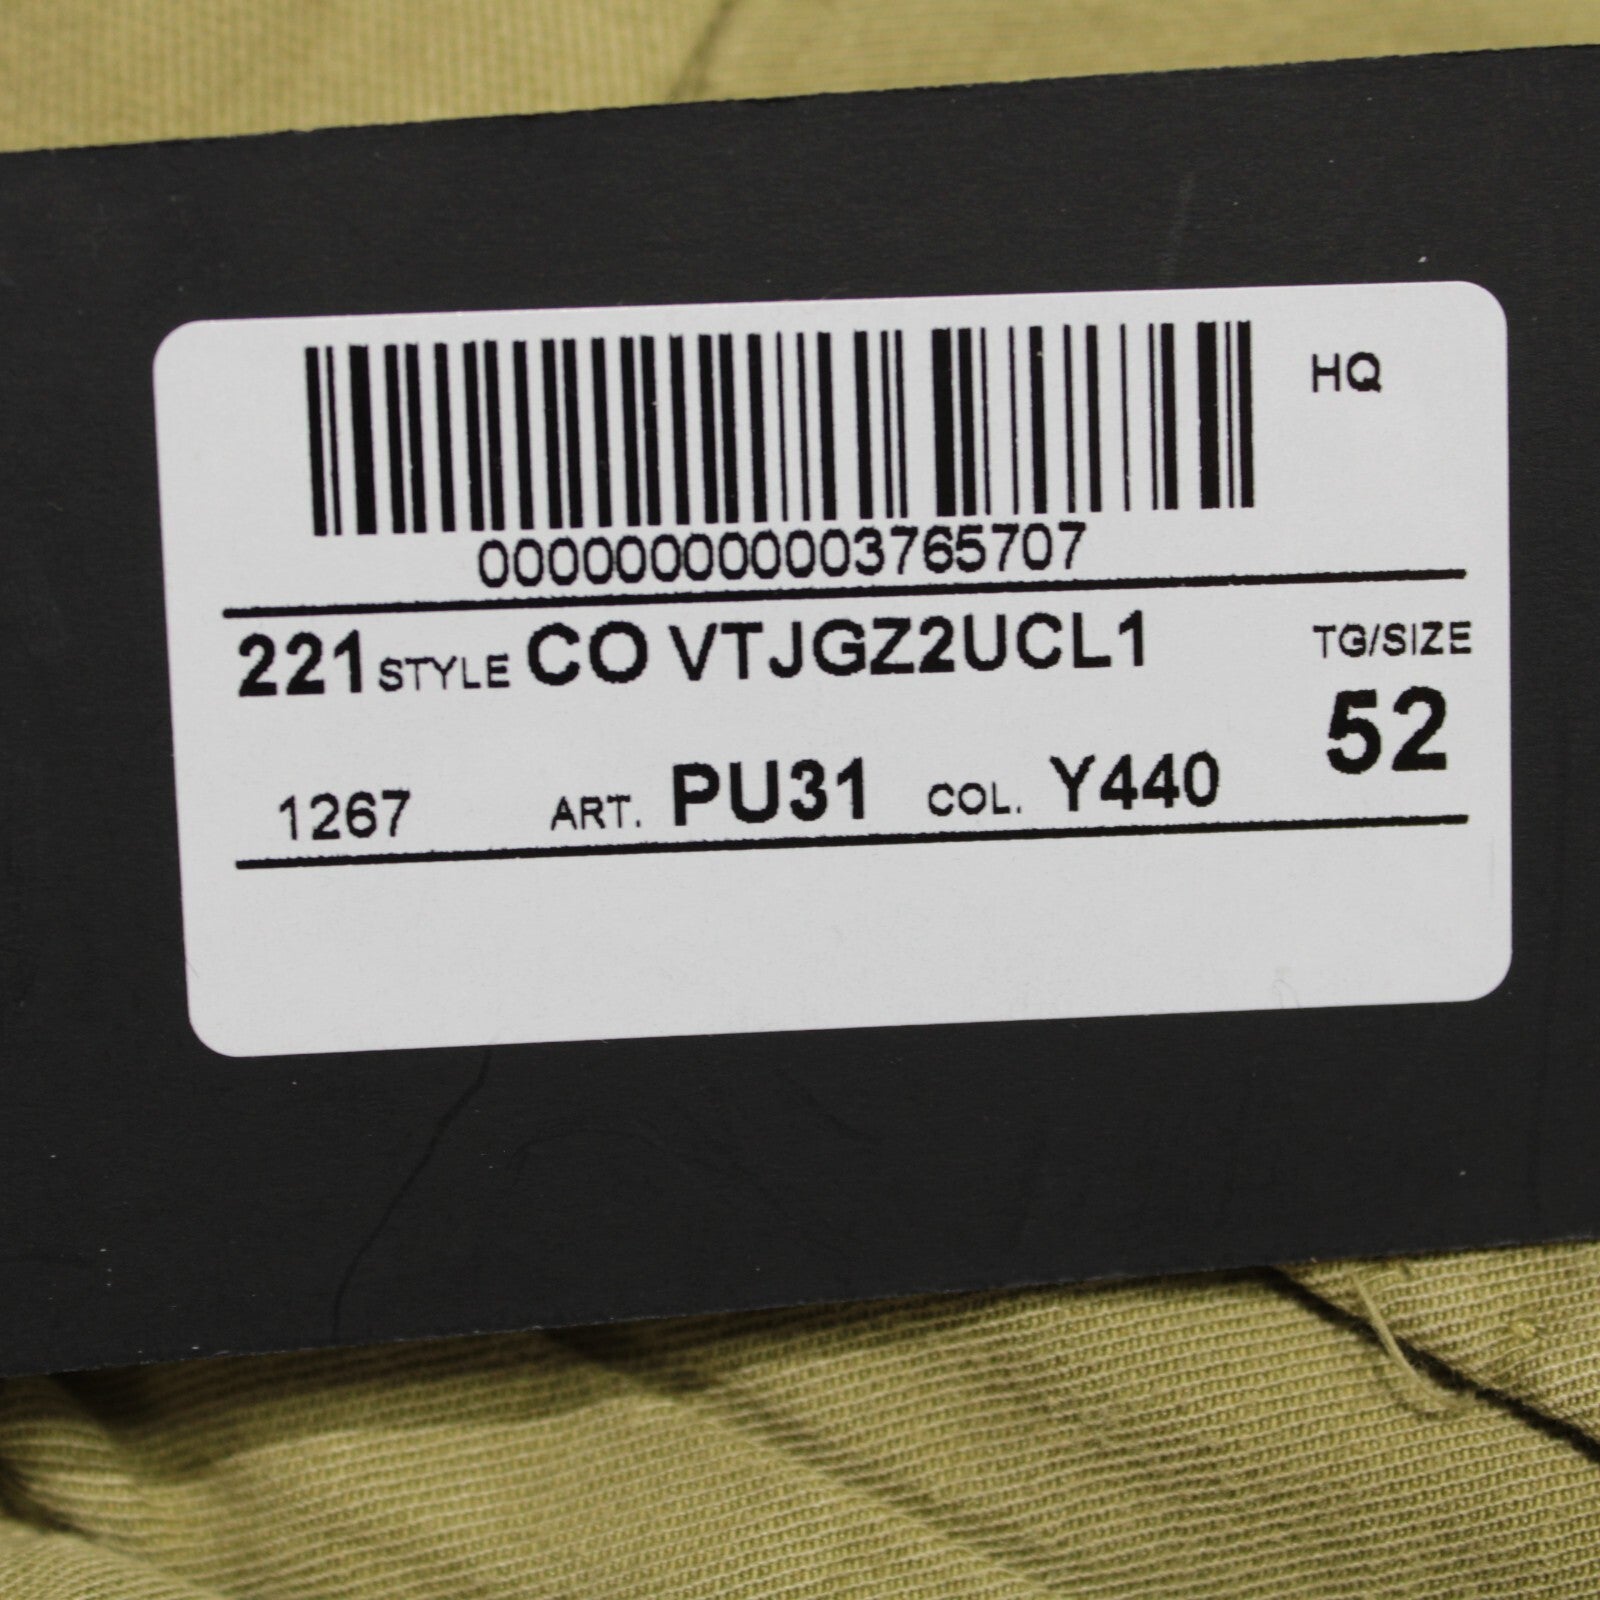 HQ
000000000003765707
221 STYLE CO VTJGZ2UCL1 TG/SIZE
52
1267 ART. PU31 COL. Y440